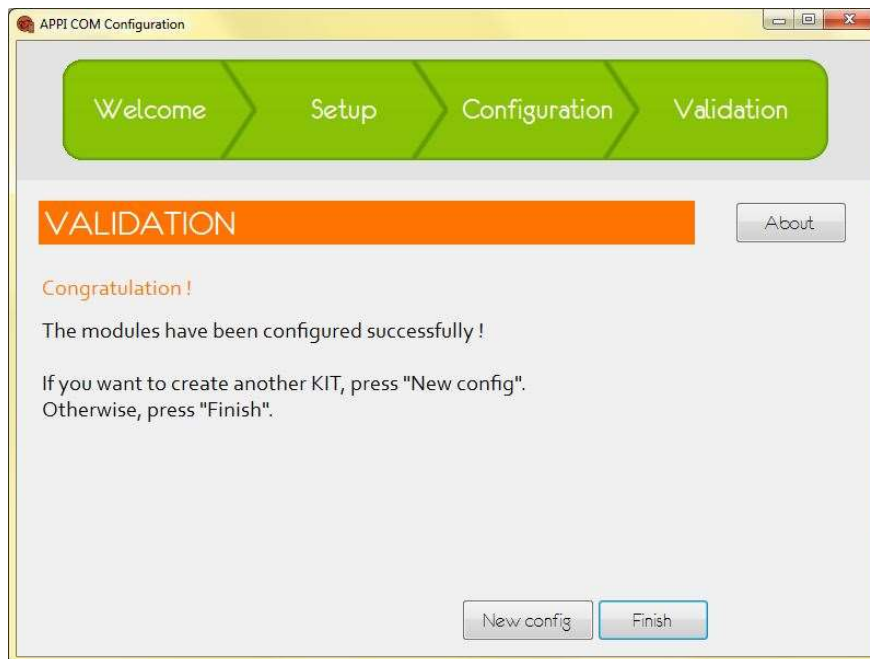 APPI COM Configuration
Welcome
Setup
Configuration
Validation
VALIDATION
About
Congratulation !
The modules have been configured successfully !
If you want to create another KIT, press "New config".
Otherwise, press "Finish".
New config
Finish